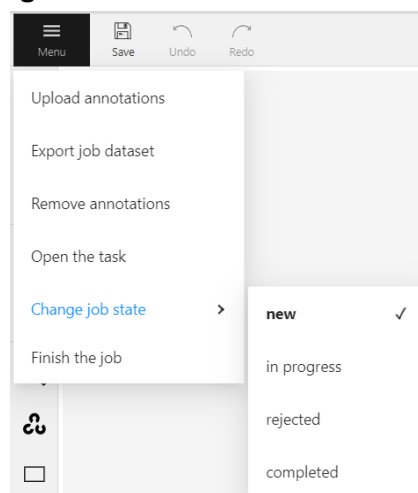 Menu Save Undo Redo
Upload annotations
Export job dataset
Remove annotations
Open the task
Change job state
Finish the job
new
in progress
rejected
completed